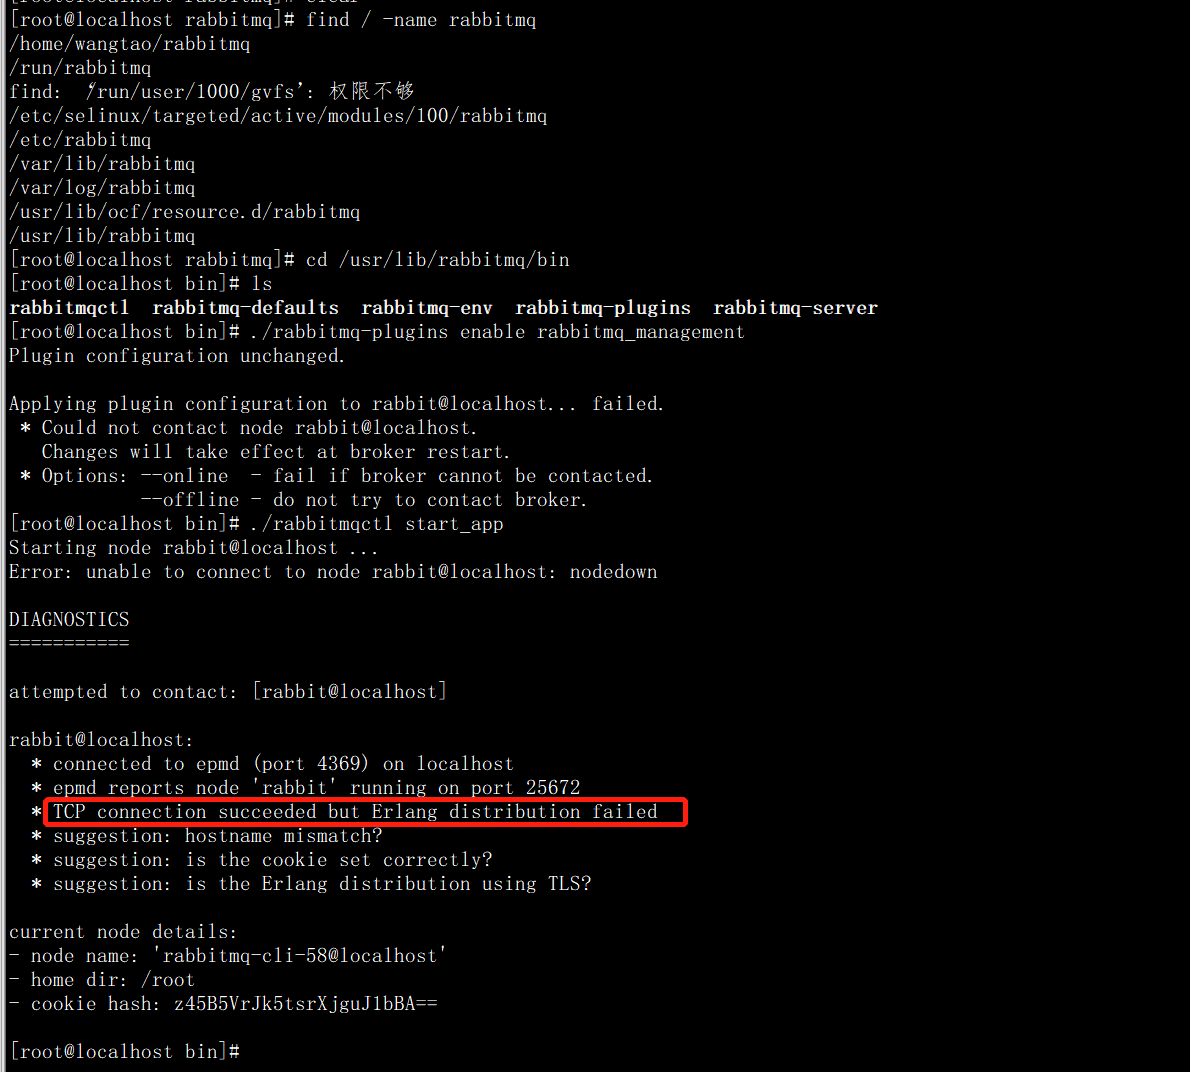 [root@localhost rabbitmq]# find / -name rabbitmq
/home/wangtao/rabbitmq
/run/rabbitmq
find: ‘/run/user/1000/gvfs’: 权限不够
/etc/selinux/targeted/active/modules/100/rabbitmq
/etc/rabbitmq
/var/lib/rabbitmq
/var/log/rabbitmq
/usr/lib/ocf/resource.d/rabbitmq
/usr/lib/rabbitmq
[root@localhost rabbitmq]# cd /usr/lib/rabbitmq/bin
[root@localhost bin]# ls
rabbitmqctl  rabbitmq-defaults  rabbitmq-env  rabbitmq-plugins  rabbitmq-server
[root@localhost bin]# ./rabbitmq-plugins enable rabbitmq_management
Plugin configuration unchanged.
Applying plugin configuration to rabbit@localhost... failed.
 * Could not contact node rabbit@localhost.
   Changes will take effect at broker restart.
 * Options: --online  - fail if broker cannot be contacted.
            --offline - do not try to contact broker.
[root@localhost bin]# ./rabbitmqctl start_app
Starting node rabbit@localhost ...
Error: unable to connect to node rabbit@localhost: nodedown
DIAGNOSTICS
===========
attempted to contact: [rabbit@localhost]
rabbit@localhost:
  * connected to epmd (port 4369) on localhost
  * epmd reports node 'rabbit' running on port 25672
  * TCP connection succeeded but Erlang distribution failed
  * suggestion: hostname mismatch?
  * suggestion: is the cookie set correctly?
  * suggestion: is the Erlang distribution using TLS?
current node details:
- node name: 'rabbitmq-cli-58@localhost'
- home dir: /root
- cookie hash: z45B5VrJk5tsrXjguJ1bBA==
[root@localhost bin]#